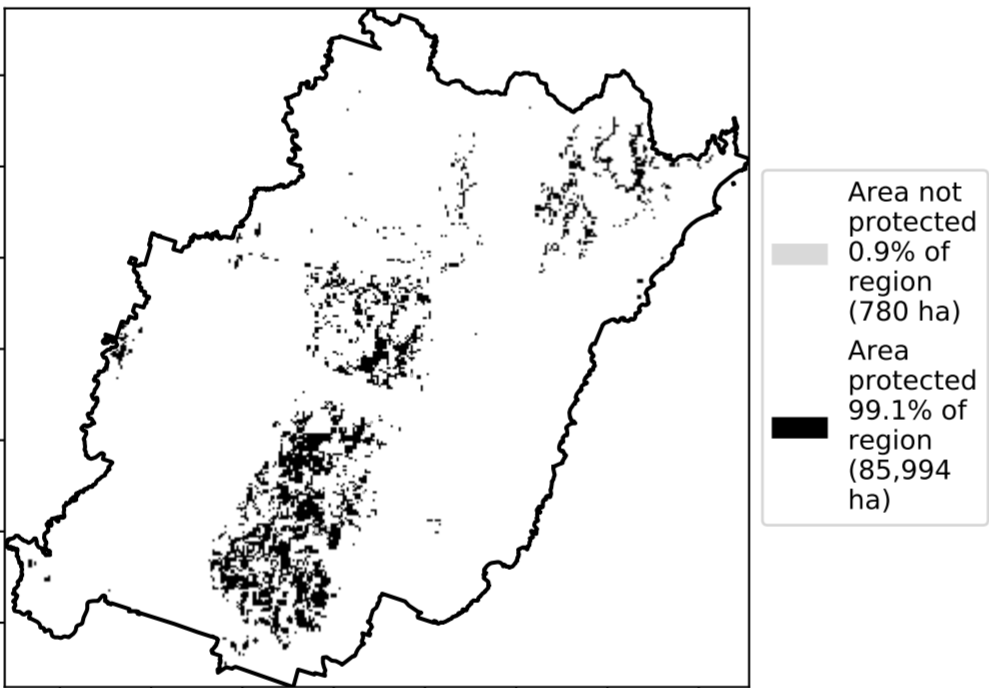 Area not
protected
0.9% of
region
(780 ha)
Area
protected
99.1% of
region
(85,994
ha)